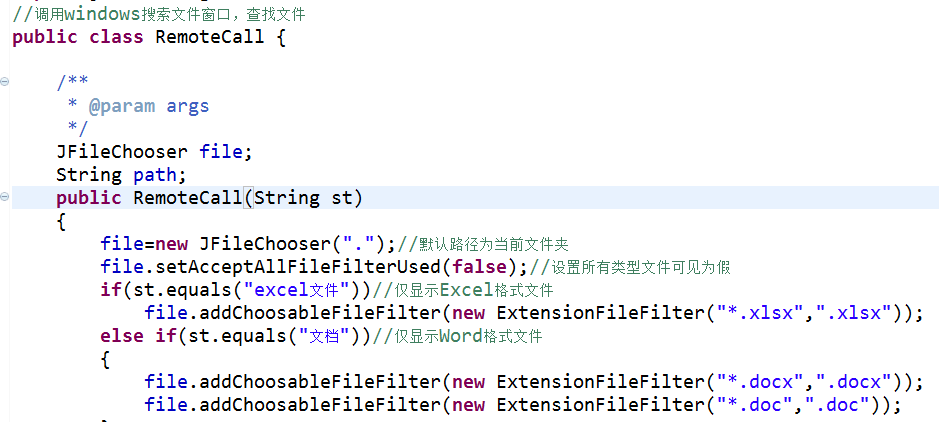 //调用windows搜索文件窗口，查找文件
public class RemoteCall {
/**
* @param args
*/
JFileChooser file;
String path;
public RemoteCall(String st)
{
file=new JFileChooser(".");//默认路径为当前文件夹
file.setAcceptAllFileFilterUsed(false);//设置所有类型文件可见为假
if(st.equals("excel文件"))//仅显示Excel格式文件
file.addChoosableFileFilter(new ExtensionFileFilter("*.xlsx",".xlsx"));
else if(st.equals("文档"))//仅显示Word格式文件
{
file.addChoosableFileFilter(new ExtensionFileFilter("*.docx",".docx"));
file.addChoosableFileFilter(new ExtensionFileFilter("*.doc",".doc"));